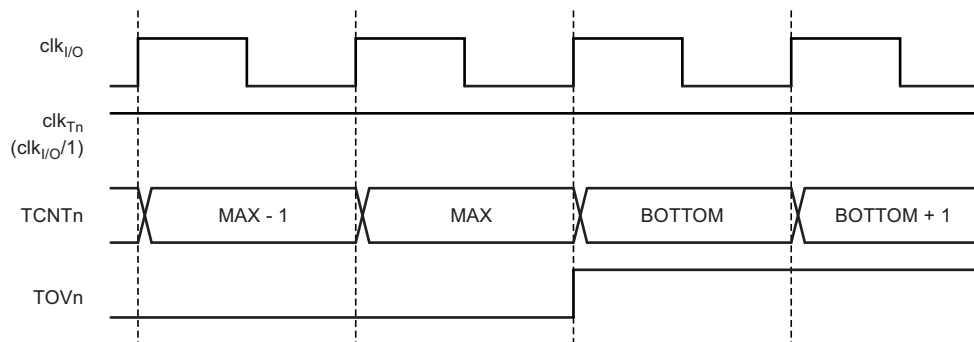 clkI/O
clkTn
(clkI/O/1)
TCNTn MAX - 1 MAX BOTTOM BOTTOM + 1
TOVn